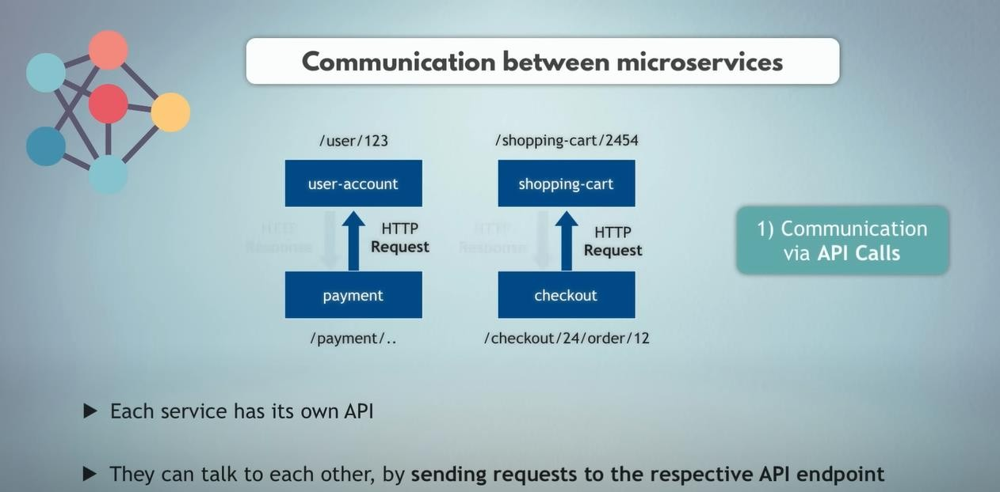 Communication between microservices
/user/123
/shopping-cart/2454
user-account
shopping-cart
HTTP
Response
HTTP
Request
HTTP
Response
HTTP
Request
1) Communication
via API Calls
payment
checkout
/payment/..
/checkout/24/order/12
▶ Each service has its own API
▶ They can talk to each other, by sending requests to the respective API endpoint